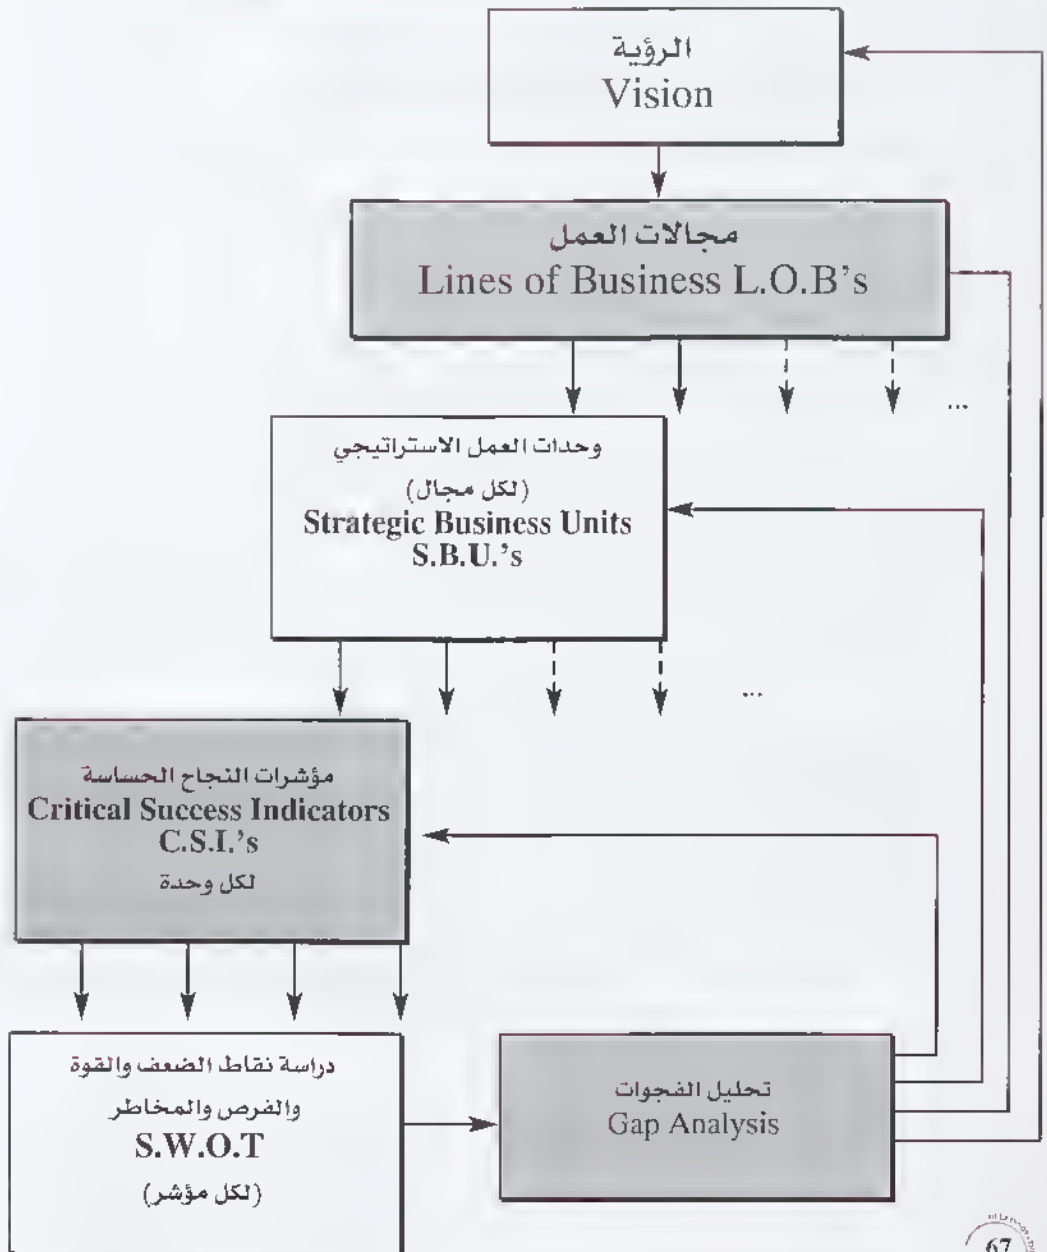 الرؤية
Vision
مجالات العمل
Lines of Business L.O.B's
...
وحدات العمل الاستراتيجي
(لكل مجال)
Strategic Business Units
S.B.U.'s
...
مؤشرات النجاح الحساسة
Critical Success Indicators
C.S.I.'s
لكل وحدة
دراسة نقاط الضعف والقوة
والفرص والمخاطر
S.W.O.T
(لكل مؤشر)
تحليل الفجوات
Gap Analysis
67